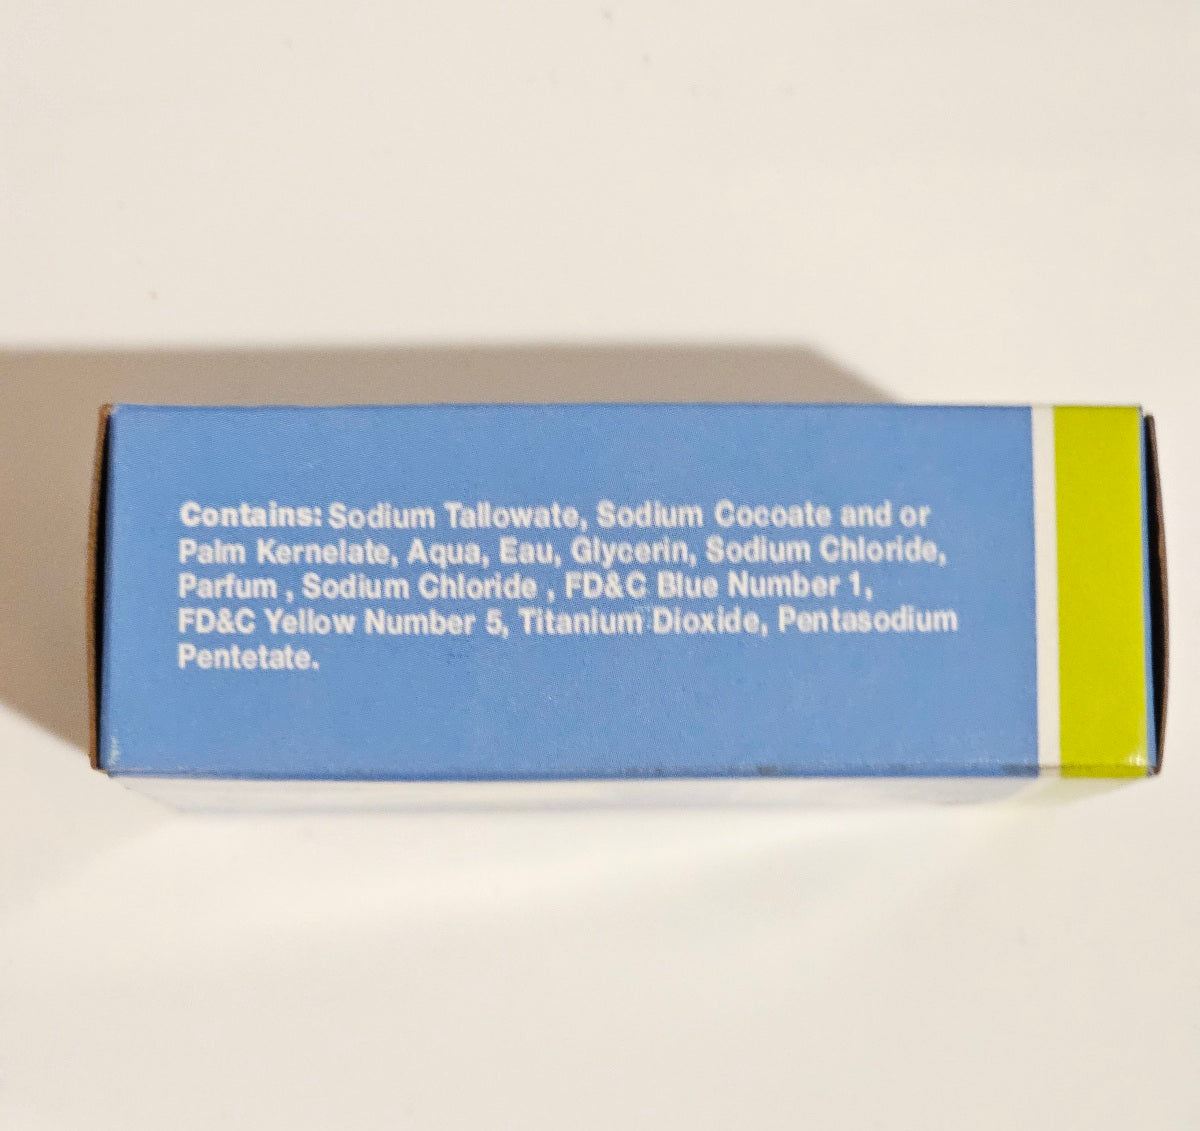 Contains: Sodium Tallowate, Sodium Cocoate and or
Palm Kernelate, Aqua, Eau, Glycerin, Sodium Chloride,
Parfum , Sodium Chloride , FD&C Blue Number 1,
FD&C Yellow Number 5, Titanium Dioxide, Pentasodium
Pentetate.